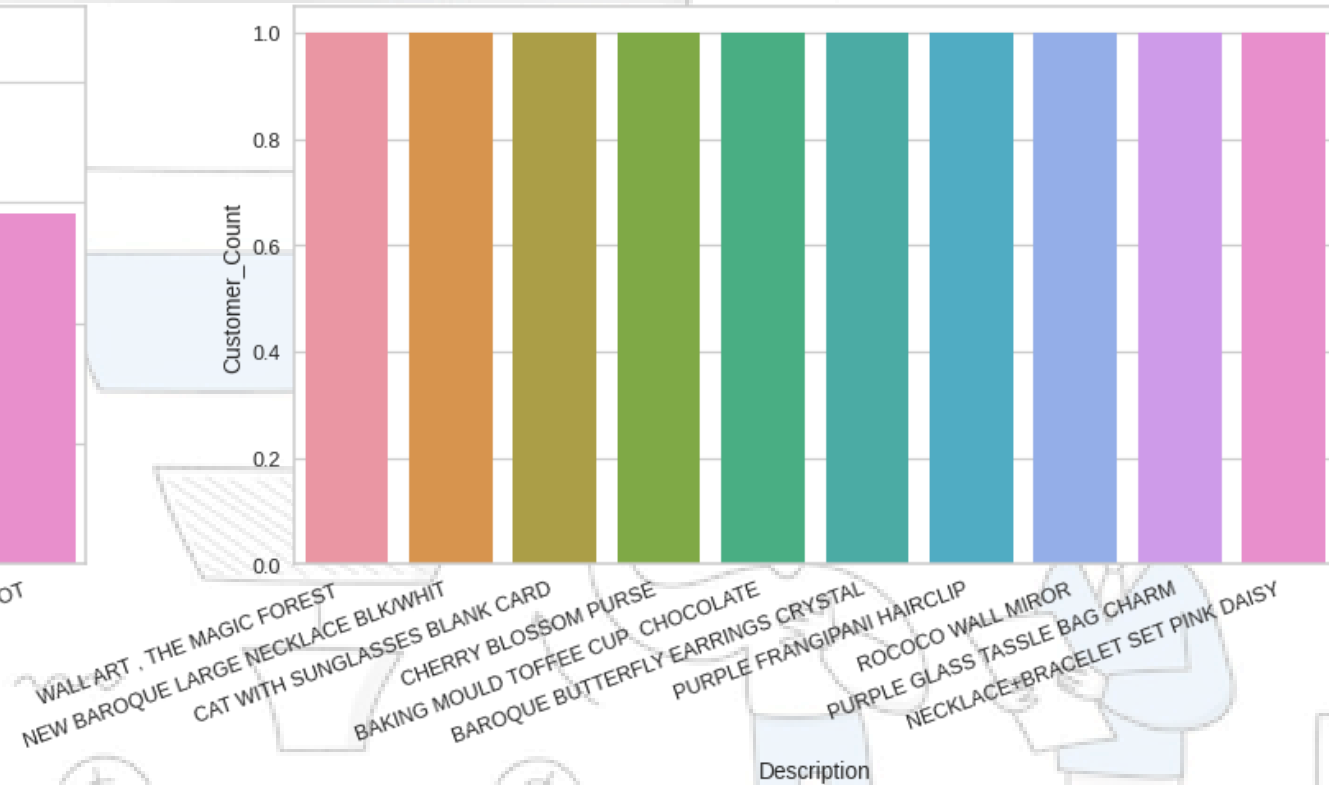 1.0
0.8
0.6
0.4
0.2
0.0
Customer_Count
OT
WALL ART , THE MAGIC FOREST
NEW BAROQUE LARGE NECKLACE BLK/WHIT
CAT WITH SUNGLASSES BLANK CARD
CHERRY BLOSSOM PURSE
BAKING MOULD TOFFEE CUP CHOCOLATE
BAROQUE BUTTERFLY EARRINGS CRYSTAL
PURPLE FRANGIPANI HAIRCLIP
ROCOCO WALL MIROR
PURPLE GLASS TASSLE BAG CHARM
NECKLACE+BRACELET SET PINK DAISY
Description